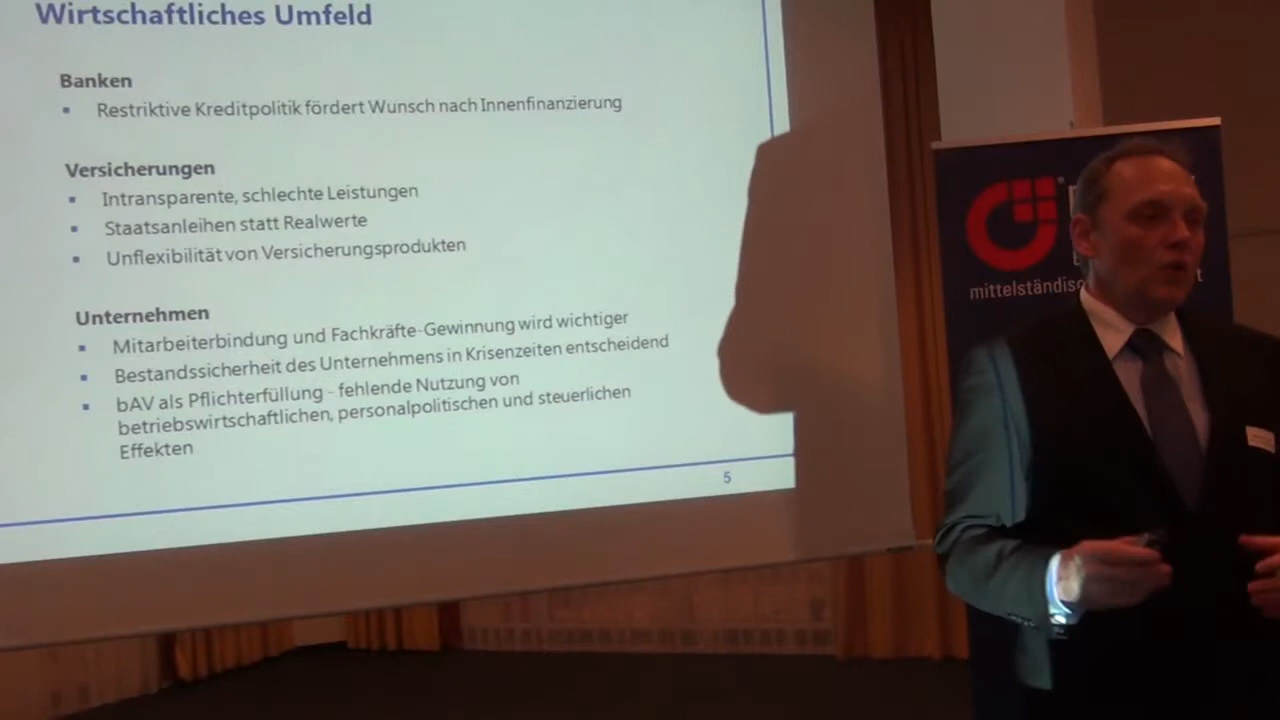 Wirtschaftliches Umfeld
Banken
▪ Restriktive Kreditpolitik fördert Wunsch nach Innenfinanzierung
Versicherungen
▪ Intransparente, schlechte Leistungen
▪ Staatsanleihen statt Realwerte
▪ Unflexibilität von Versicherungsprodukten
Unternehmen
▪ Mitarbeiterbindung und Fachkräfte-Gewinnung wird wichtiger
▪ Bestandssicherheit des Unternehmens in Krisenzeiten entscheidend
▪ bAV als Pflichterfüllung - fehlende Nutzung von
betriebswirtschaftlichen, personalpolitischen und steuerlichen
Effekten
5